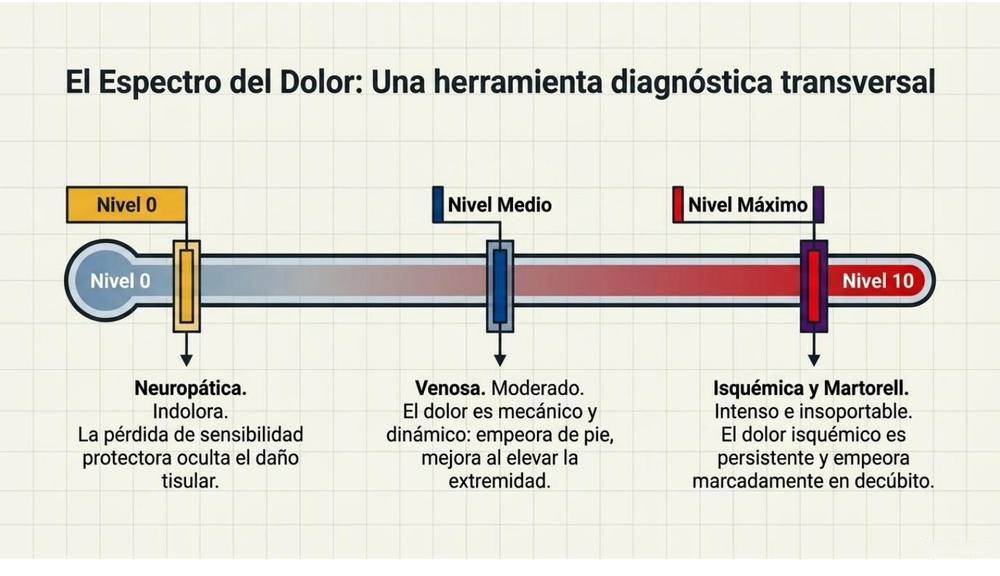 El Espectro del Dolor: Una herramienta diagnóstica transversal
Nivel 0
Nivel Medio
Nivel Máximo
Nivel 0
Nivel 10
Neuropática.
Indolora.
La pérdida de sensibilidad
protectora oculta el daño
tisular.
Venosa. Moderado.
El dolor es mecánico y
dinámico: empeora de pie,
mejora al elevar la
extremidad.
Isquémica y Martorell.
Intenso e insoportable.
El dolor isquémico es
persistente y empeora
marcadamente en decúbito.